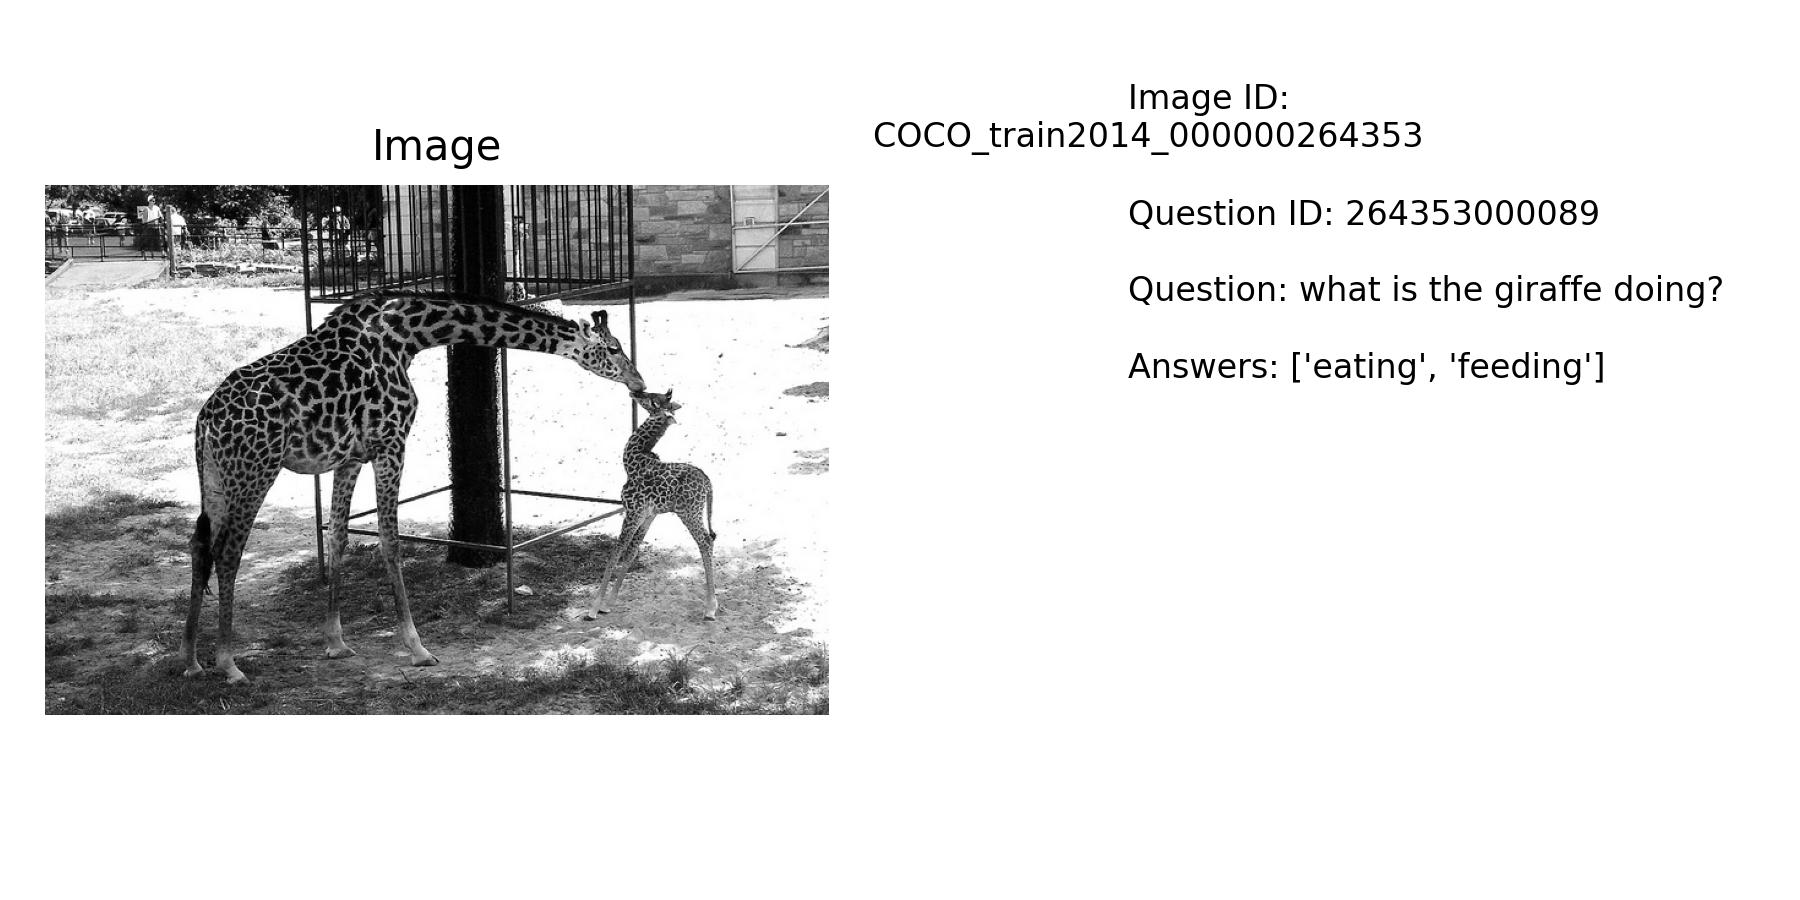 Image
Image ID:
COCO_train2014_000000264353
Question ID: 264353000089
Question: what is the giraffe doing?
Answers: ['eating', 'feeding']